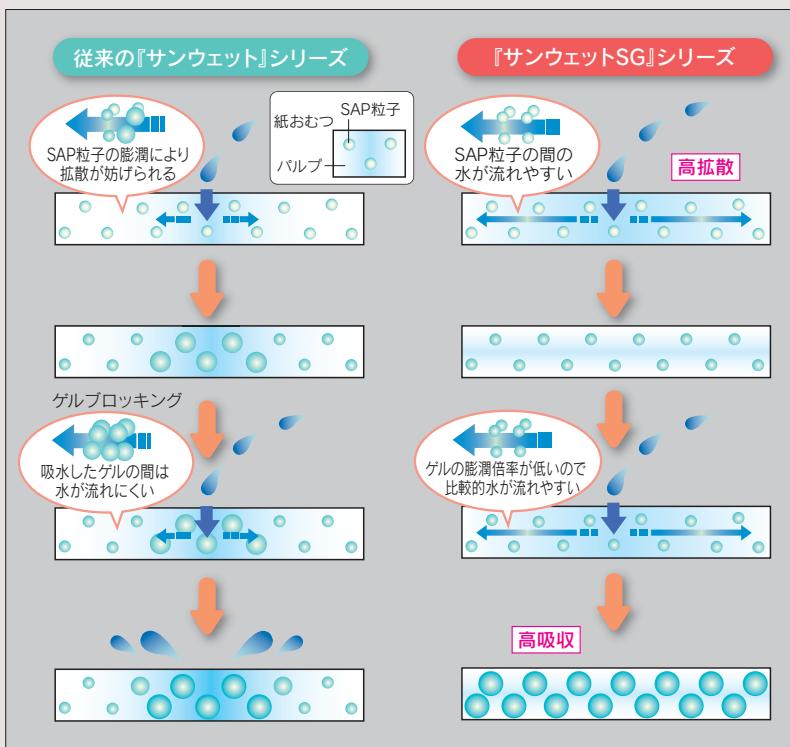 従来の『サンウェット』シリーズ
『サンウェットSG』シリーズ
SAP粒子の膨潤により
拡散が妨げられる
紙おむつ
SAP粒子
パルプ
SAP粒子の間の
水が流れやすい
高拡散
ゲルブロッキング
吸水したゲルの間は
水が流れにくい
ゲルの膨潤倍率が低いので
比較的水が流れやすい
高吸収